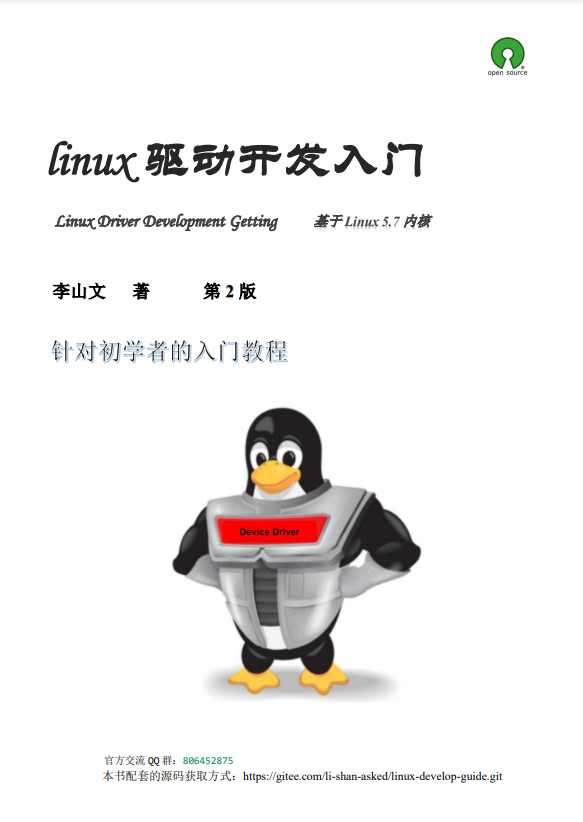 open source
linux 驱动开发入门
Linux Driver Development Getting 基于 Linux 5.7 内核
李山文 著 第 2 版
针对初学者的入门教程
Device Driver
官方交流 QQ 群：806452875
本书配套的源码获取方式：https://gitee.com/li-shan-asked/linux-develop-guide.git